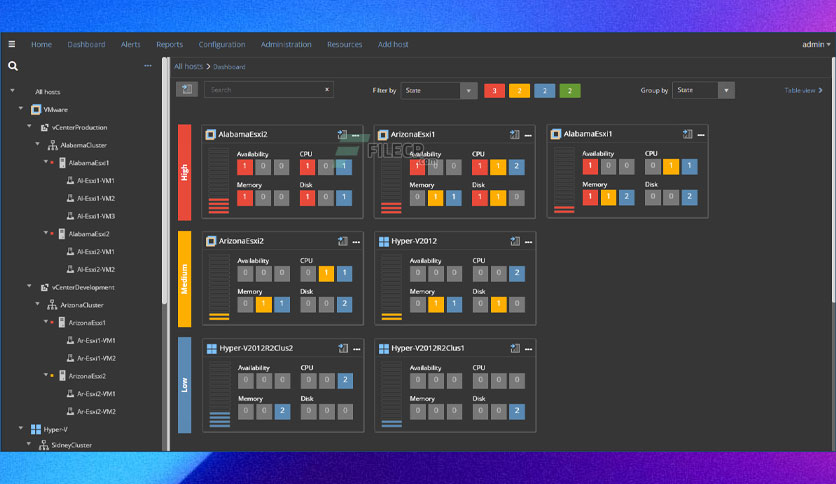 Home Dashboard Alerts Reports Configuration Administration Resources Add host admin
All hosts > Dashboard
Search × Filter by State 3 2 2 2 Group by State Table view
All hosts
VMware
vCenterProduction
AlabamaCluster
AlabamaEsxi1
Al-Esxi1-VM1
Al-Esxi1-VM2
Al-Esxi1-VM3
AlabamaEsxi2
Al-Esxi2-VM1
Al-Esxi2-VM2
vCenterDevelopment
ArizonaCluster
ArizonaEsxi1
Ar-Esxi1-VM1
Ar-Esxi1-VM2
ArizonaEsxi2
Ar-Esxi2-VM1
Ar-Esxi2-VM2
Hyper-V
SidneyCluster
High
AlabamaEsxi2
Availability CPU
1 0 0 1 1 1
Memory Disk
1 0 0 1 0 1
ArizonaEsxi1
Availability CPU
1 0 0 1 1 2
Memory Disk
0 1 1 1 1 0
AlabamaEsxi1
Availability CPU
1 0 0 0 1 1
Memory Disk
1 1 2 0 0 2
FILECR
.com
Medium
ArizonaEsxi2
Availability CPU
0 0 0 0 1 1
Memory Disk
0 1 1 0 0 2
Hyper-V2012
Availability CPU
0 0 0 0 0 2
Memory Disk
0 1 1 0 1 0
Low
Hyper-V2012R2Clus2
Availability CPU
0 0 0 0 0 2
Memory Disk
0 0 2 0 0 0
Hyper-V2012R2Clus1
Availability CPU
0 0 0 0 0 0
Memory Disk
0 0 0 0 0 2